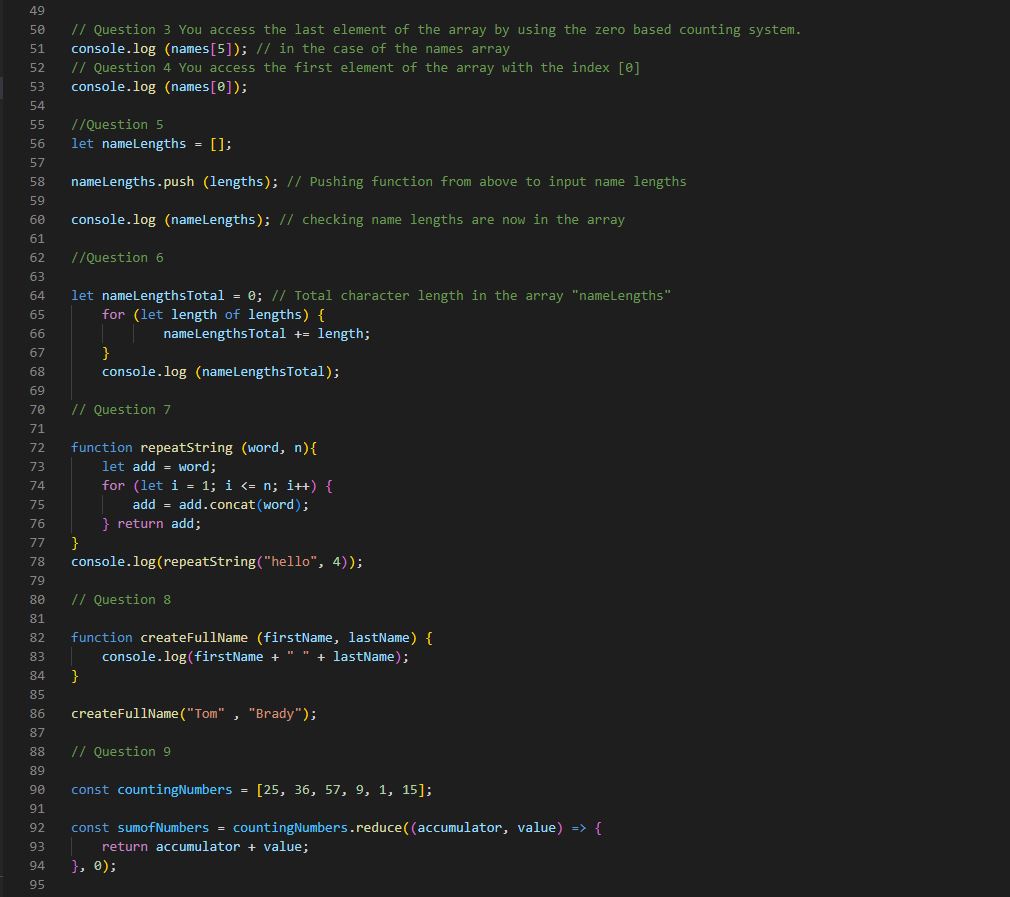 49
50 // Question 3 You access the last element of the array by using the zero based counting system.
51 console.log (names[5]); // in the case of the names array
52 // Question 4 You access the first element of the array with the index [0]
53 console.log (names[0]);
54
55 //Question 5
56 let nameLengths = [];
57
58 nameLengths.push (lengths); // Pushing function from above to input name lengths
59
60 console.log (nameLengths); // checking name lengths are now in the array
61
62 //Question 6
63
64 let nameLengthsTotal = 0; // Total character length in the array "nameLengths"
65     for (let length of lengths) {
66             nameLengthsTotal += length;
67     }
68     console.log (nameLengthsTotal);
69
70 // Question 7
71
72 function repeatString (word, n){
73     let add = word;
74     for (let i = 1; i <= n; i++) {
75         add = add.concat(word);
76     } return add;
77 }
78 console.log(repeatString("hello", 4));
79
80 // Question 8
81
82 function createFullName (firstName, lastName) {
83     console.log(firstName + " " + lastName);
84 }
85
86 createFullName("Tom" , "Brady");
87
88 // Question 9
89
90 const countingNumbers = [25, 36, 57, 9, 1, 15];
91
92 const sumofNumbers = countingNumbers.reduce((accumulator, value) => {
93     return accumulator + value;
94 }, 0);
95